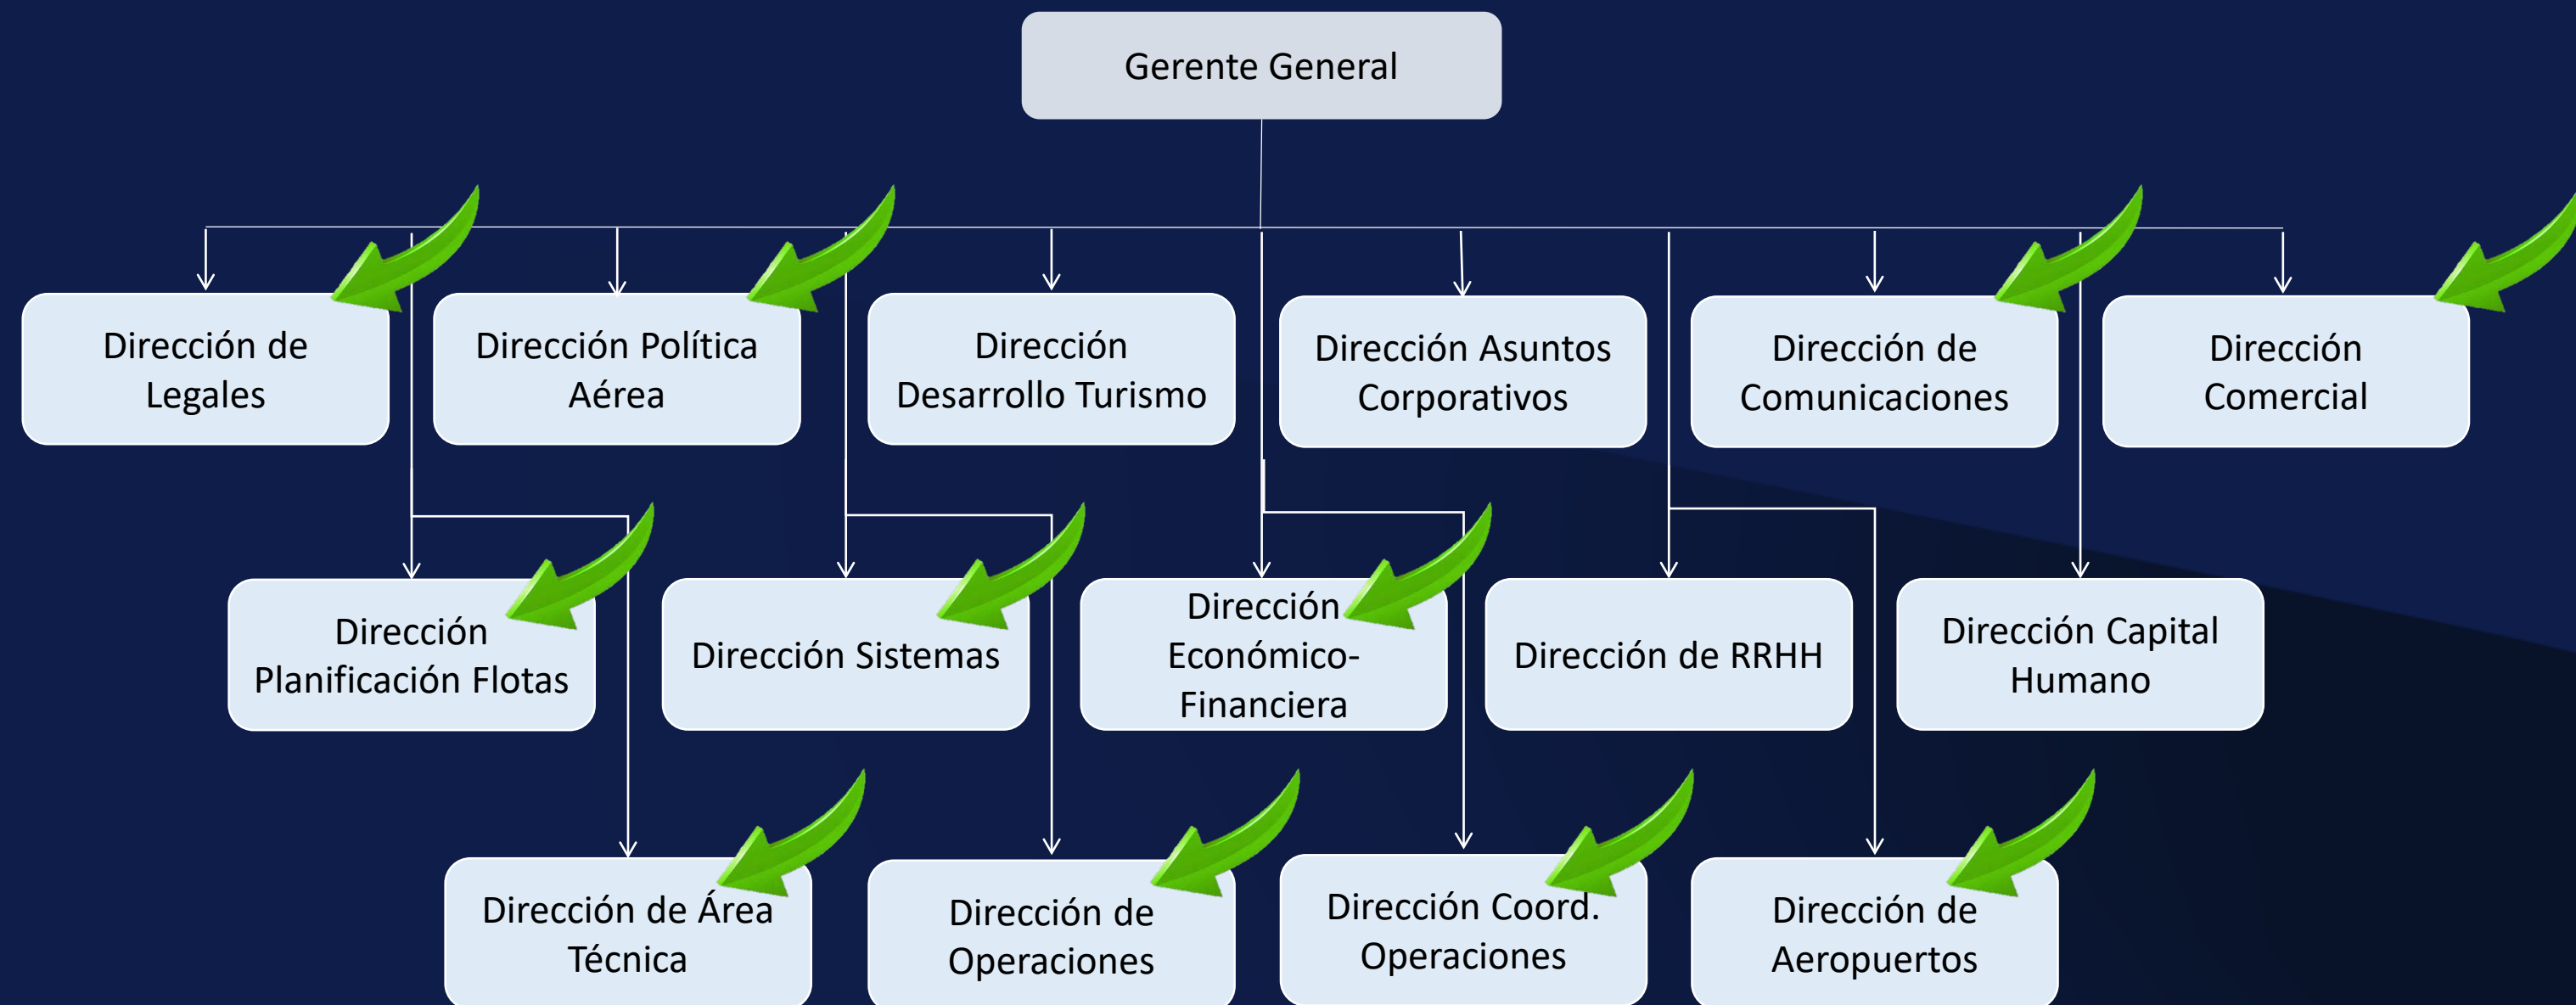 Gerente General
Dirección de
Legales
Dirección Política
Aérea
Dirección
Desarrollo Turismo
Dirección Asuntos
Corporativos
Dirección de
Comunicaciones
Dirección
Comercial
Dirección
Planificación Flotas
Dirección Sistemas
Dirección
Económico-
Financiera
Dirección de RRHH
Dirección Capital
Humano
Dirección de Área
Técnica
Dirección de
Operaciones
Dirección Coord.
Operaciones
Dirección de
Aeropuertos